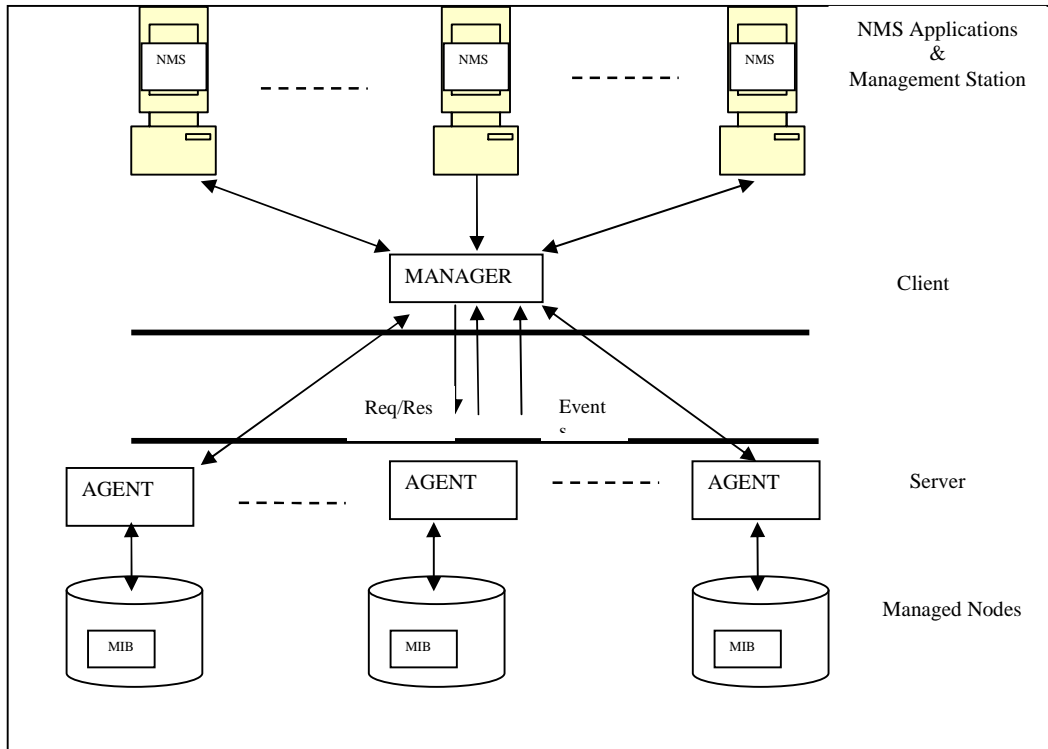 NMS Applications
&
Management Station
NMS
NMS
NMS
MANAGER
Client
Req/Res
Event
s
AGENT
AGENT
AGENT
Server
Managed Nodes
MIB
MIB
MIB